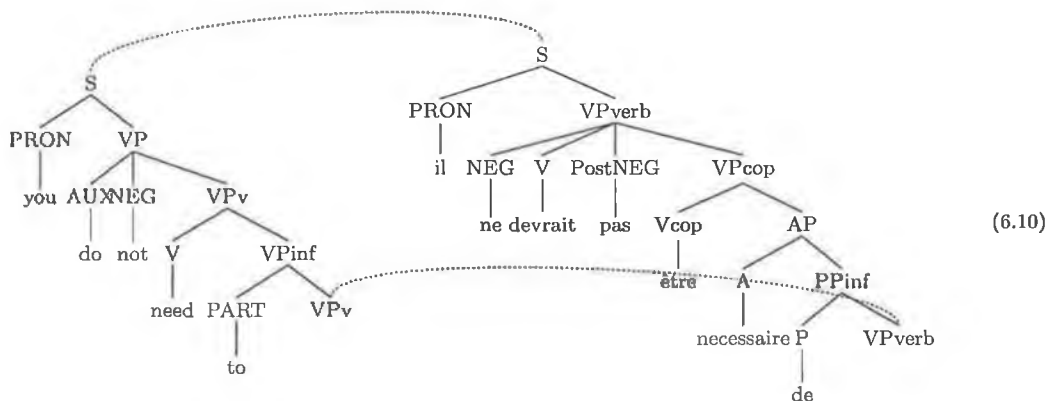 S
S
PRON VPverb
PRON VP
il NEG V PostNEG VPcop
you AUX NEG VPv
ne devrait pas Vcop AP
(6.10)
do not V VPinf
être A PPinf
need PART VPv
necessaire P VPverb
to
de